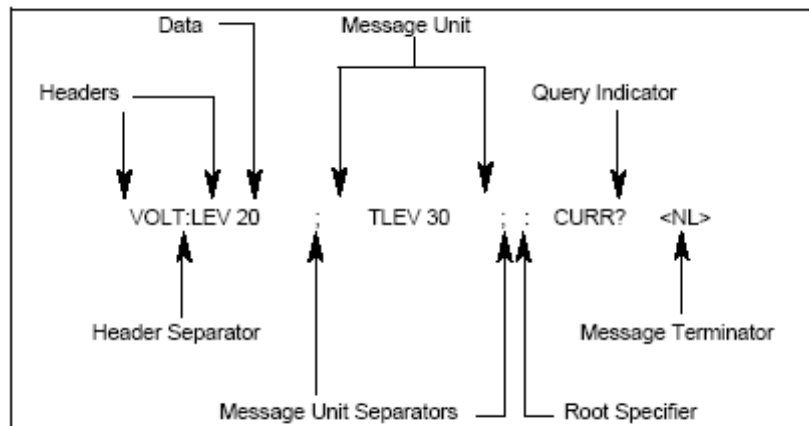 Data Message Unit
Headers Query Indicator
VOLT:LEV 20 ; TLEV 30 ; : CURR? <NL>
Header Separator Message Terminator
Message Unit Separators Root Specifier